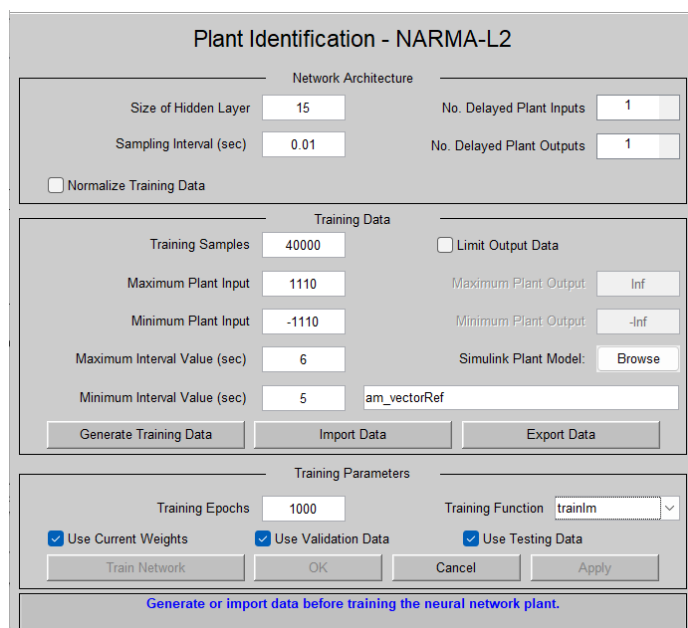 Plant Identification - NARMA-L2
Network Architecture
Size of Hidden Layer 15 No. Delayed Plant Inputs 1
Sampling Interval (sec) 0.01 No. Delayed Plant Outputs 1
Normalize Training Data
Training Data
Training Samples 40000 Limit Output Data
Maximum Plant Input 1110 Maximum Plant Output Inf
Minimum Plant Input -1110 Minimum Plant Output -Inf
Maximum Interval Value (sec) 6 Simulink Plant Model: Browse
Minimum Interval Value (sec) 5 am_vectorRef
Generate Training Data Import Data Export Data
Training Parameters
Training Epochs 1000 Training Function trainlm
Use Current Weights Use Validation Data Use Testing Data
Train Network OK Cancel Apply
Generate or import data before training the neural network plant.